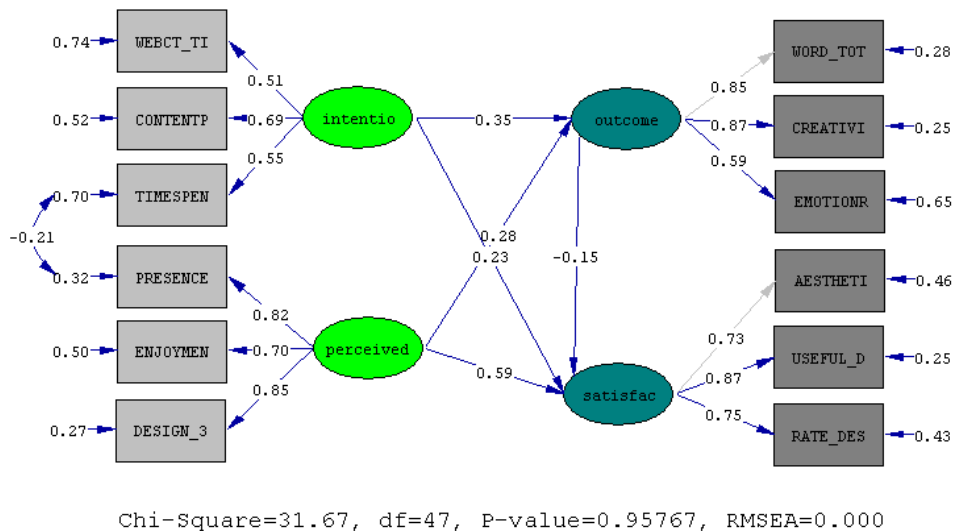 0.74 WEBCT_TI
0.51
0.52 CONTENTP 0.69 intentio
0.55
0.70 TIMESPEN
-0.21
0.32 PRESENCE
0.82
0.50 ENJOYMEN 0.70 perceived
0.85
0.27 DESIGN_3
0.35
0.28
0.23
-0.15
0.59
WORD_TOT 0.28
0.85
outcome 0.87 CREATIVI 0.25
0.59
EMOTIONR 0.65
AESTHETI 0.46
0.73
USEFUL_D 0.25
0.87
satisfac
0.75
RATE_DES 0.43
Chi-Square=31.67, df=47, P-value=0.95767, RMSEA=0.000